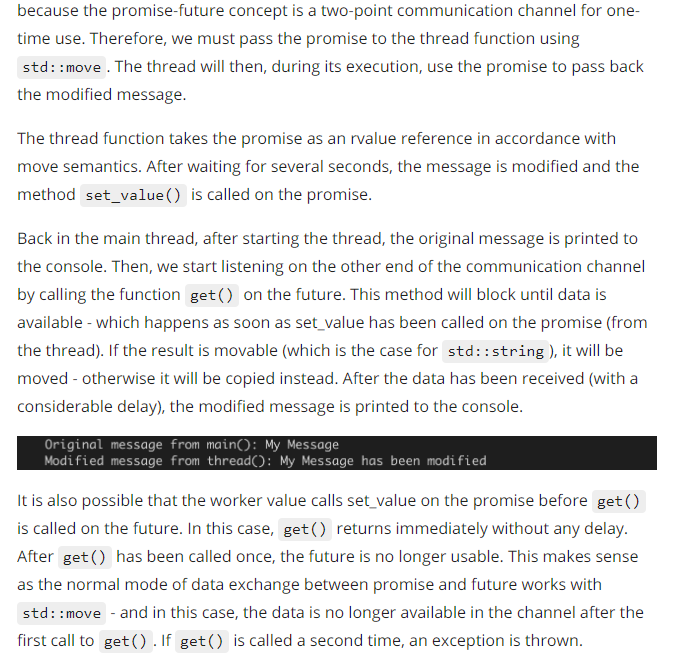 because the promise-future concept is a two-point communication channel for one-
time use. Therefore, we must pass the promise to the thread function using
std::move . The thread will then, during its execution, use the promise to pass back
the modified message.
The thread function takes the promise as an rvalue reference in accordance with
move semantics. After waiting for several seconds, the message is modified and the
method set_value() is called on the promise.
Back in the main thread, after starting the thread, the original message is printed to
the console. Then, we start listening on the other end of the communication channel
by calling the function get() on the future. This method will block until data is
available - which happens as soon as set_value has been called on the promise (from
the thread). If the result is movable (which is the case for std::string ), it will be
moved - otherwise it will be copied instead. After the data has been received (with a
considerable delay), the modified message is printed to the console.
Original message from main(): My Message
Modified message from thread(): My Message has been modified
It is also possible that the worker value calls set_value on the promise before get()
is called on the future. In this case, get() returns immediately without any delay.
After get() has been called once, the future is no longer usable. This makes sense
as the normal mode of data exchange between promise and future works with
std::move - and in this case, the data is no longer available in the channel after the
first call to get() . If get() is called a second time, an exception is thrown.